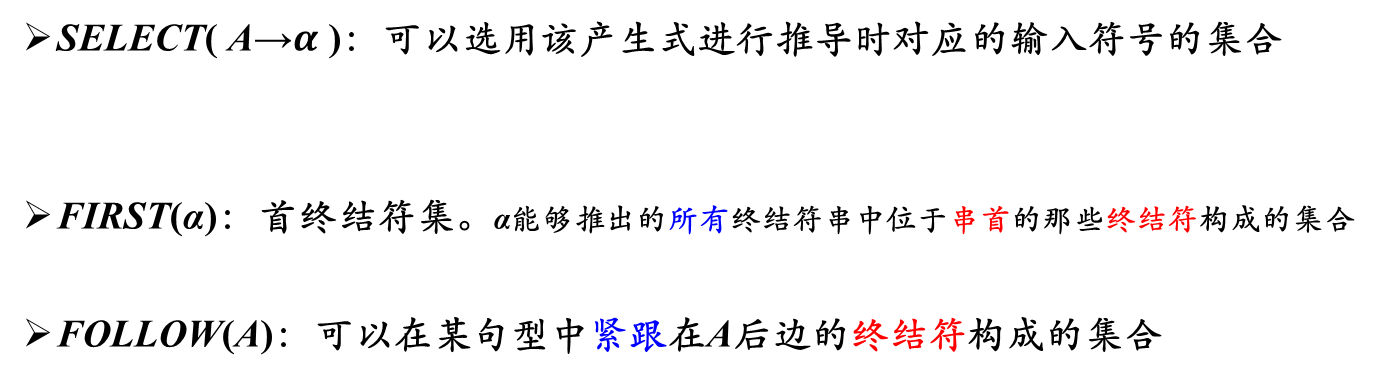 ➢SELECT( A→α )：可以选用该产生式进行推导时对应的输入符号的集合
➢FIRST(α)：首终结符集。α能够推出的所有终结符串中位于串首的那些终结符构成的集合
➢FOLLOW(A)：可以在某句型中紧跟在A后边的终结符构成的集合